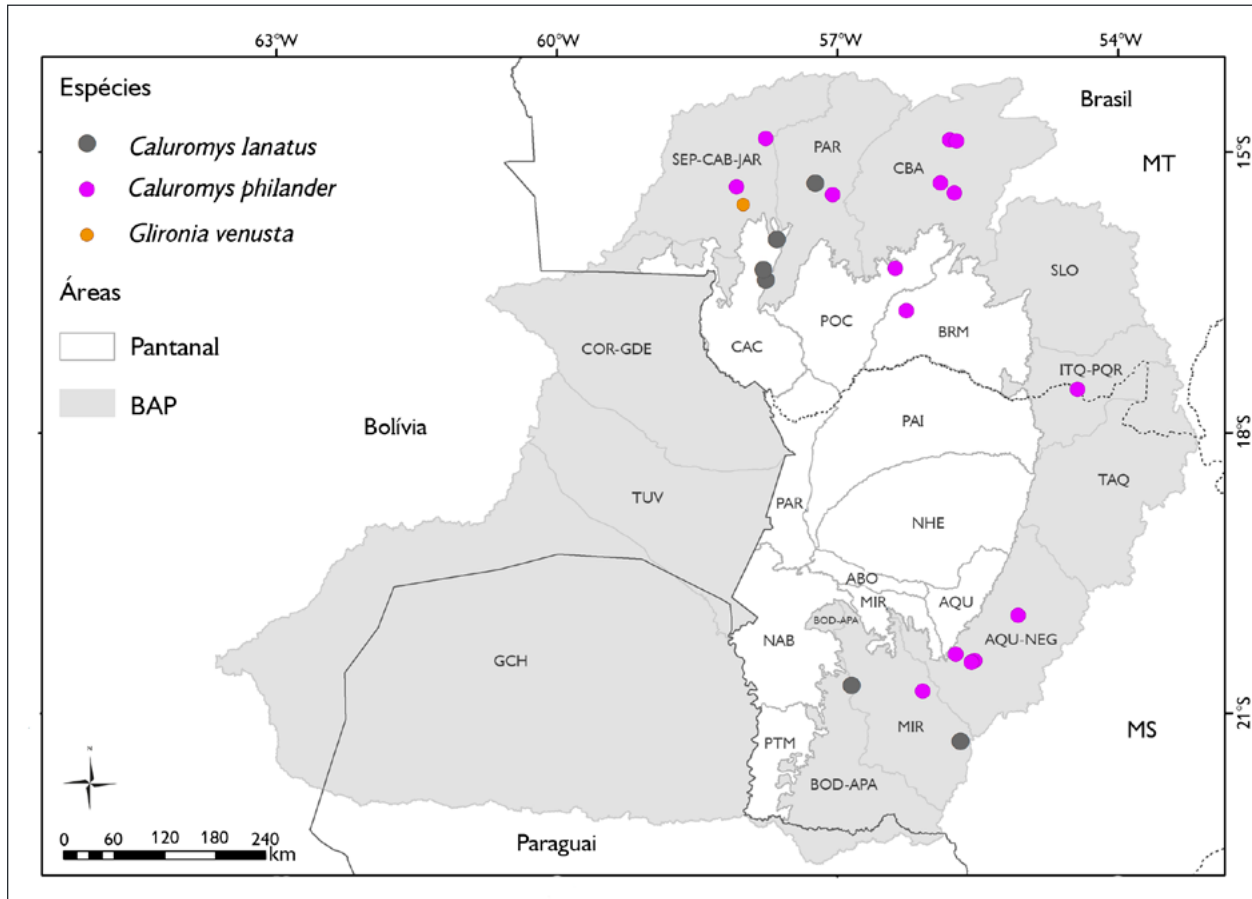 63°W
60°W
57°W
54°W
Espécies
Caluromys lanatus
Caluromys philander
Glironia venusta
Áreas
Pantanal
BAP
Brasil
15°S
MT
SEP-CAB-JAR
PAR
CBA
SLO
POC
BRM
CAC
COR-GDE
ITQ-PQR
PAI
18°S
Bolívia
TAQ
TUV
PAR
NHE
ABO
MIR
AQU
BOD-APA
NAB
AQU-NEG
GCH
21°S
MIR
MS
PTM
BOD-APA
N
0 60 120 180 240
km
Paraguai